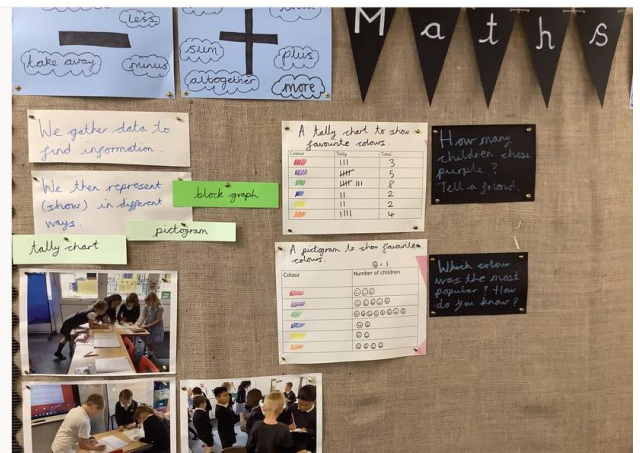 less
take away
minus
sum
plus
altogether
more
Maths
We gather data to
find information.
We then represent
(show) in different
ways.
block graph
pictogram
tally chart
A tally chart to show
favourite colours.
Colour Tally Total
3
5
8
2
2
4
A pictogram to show favourite
colours.
= 1
Colour Number of children
How many
children chose
purple?
Tell a friend.
Which colour
was the most
popular? How
do you know?